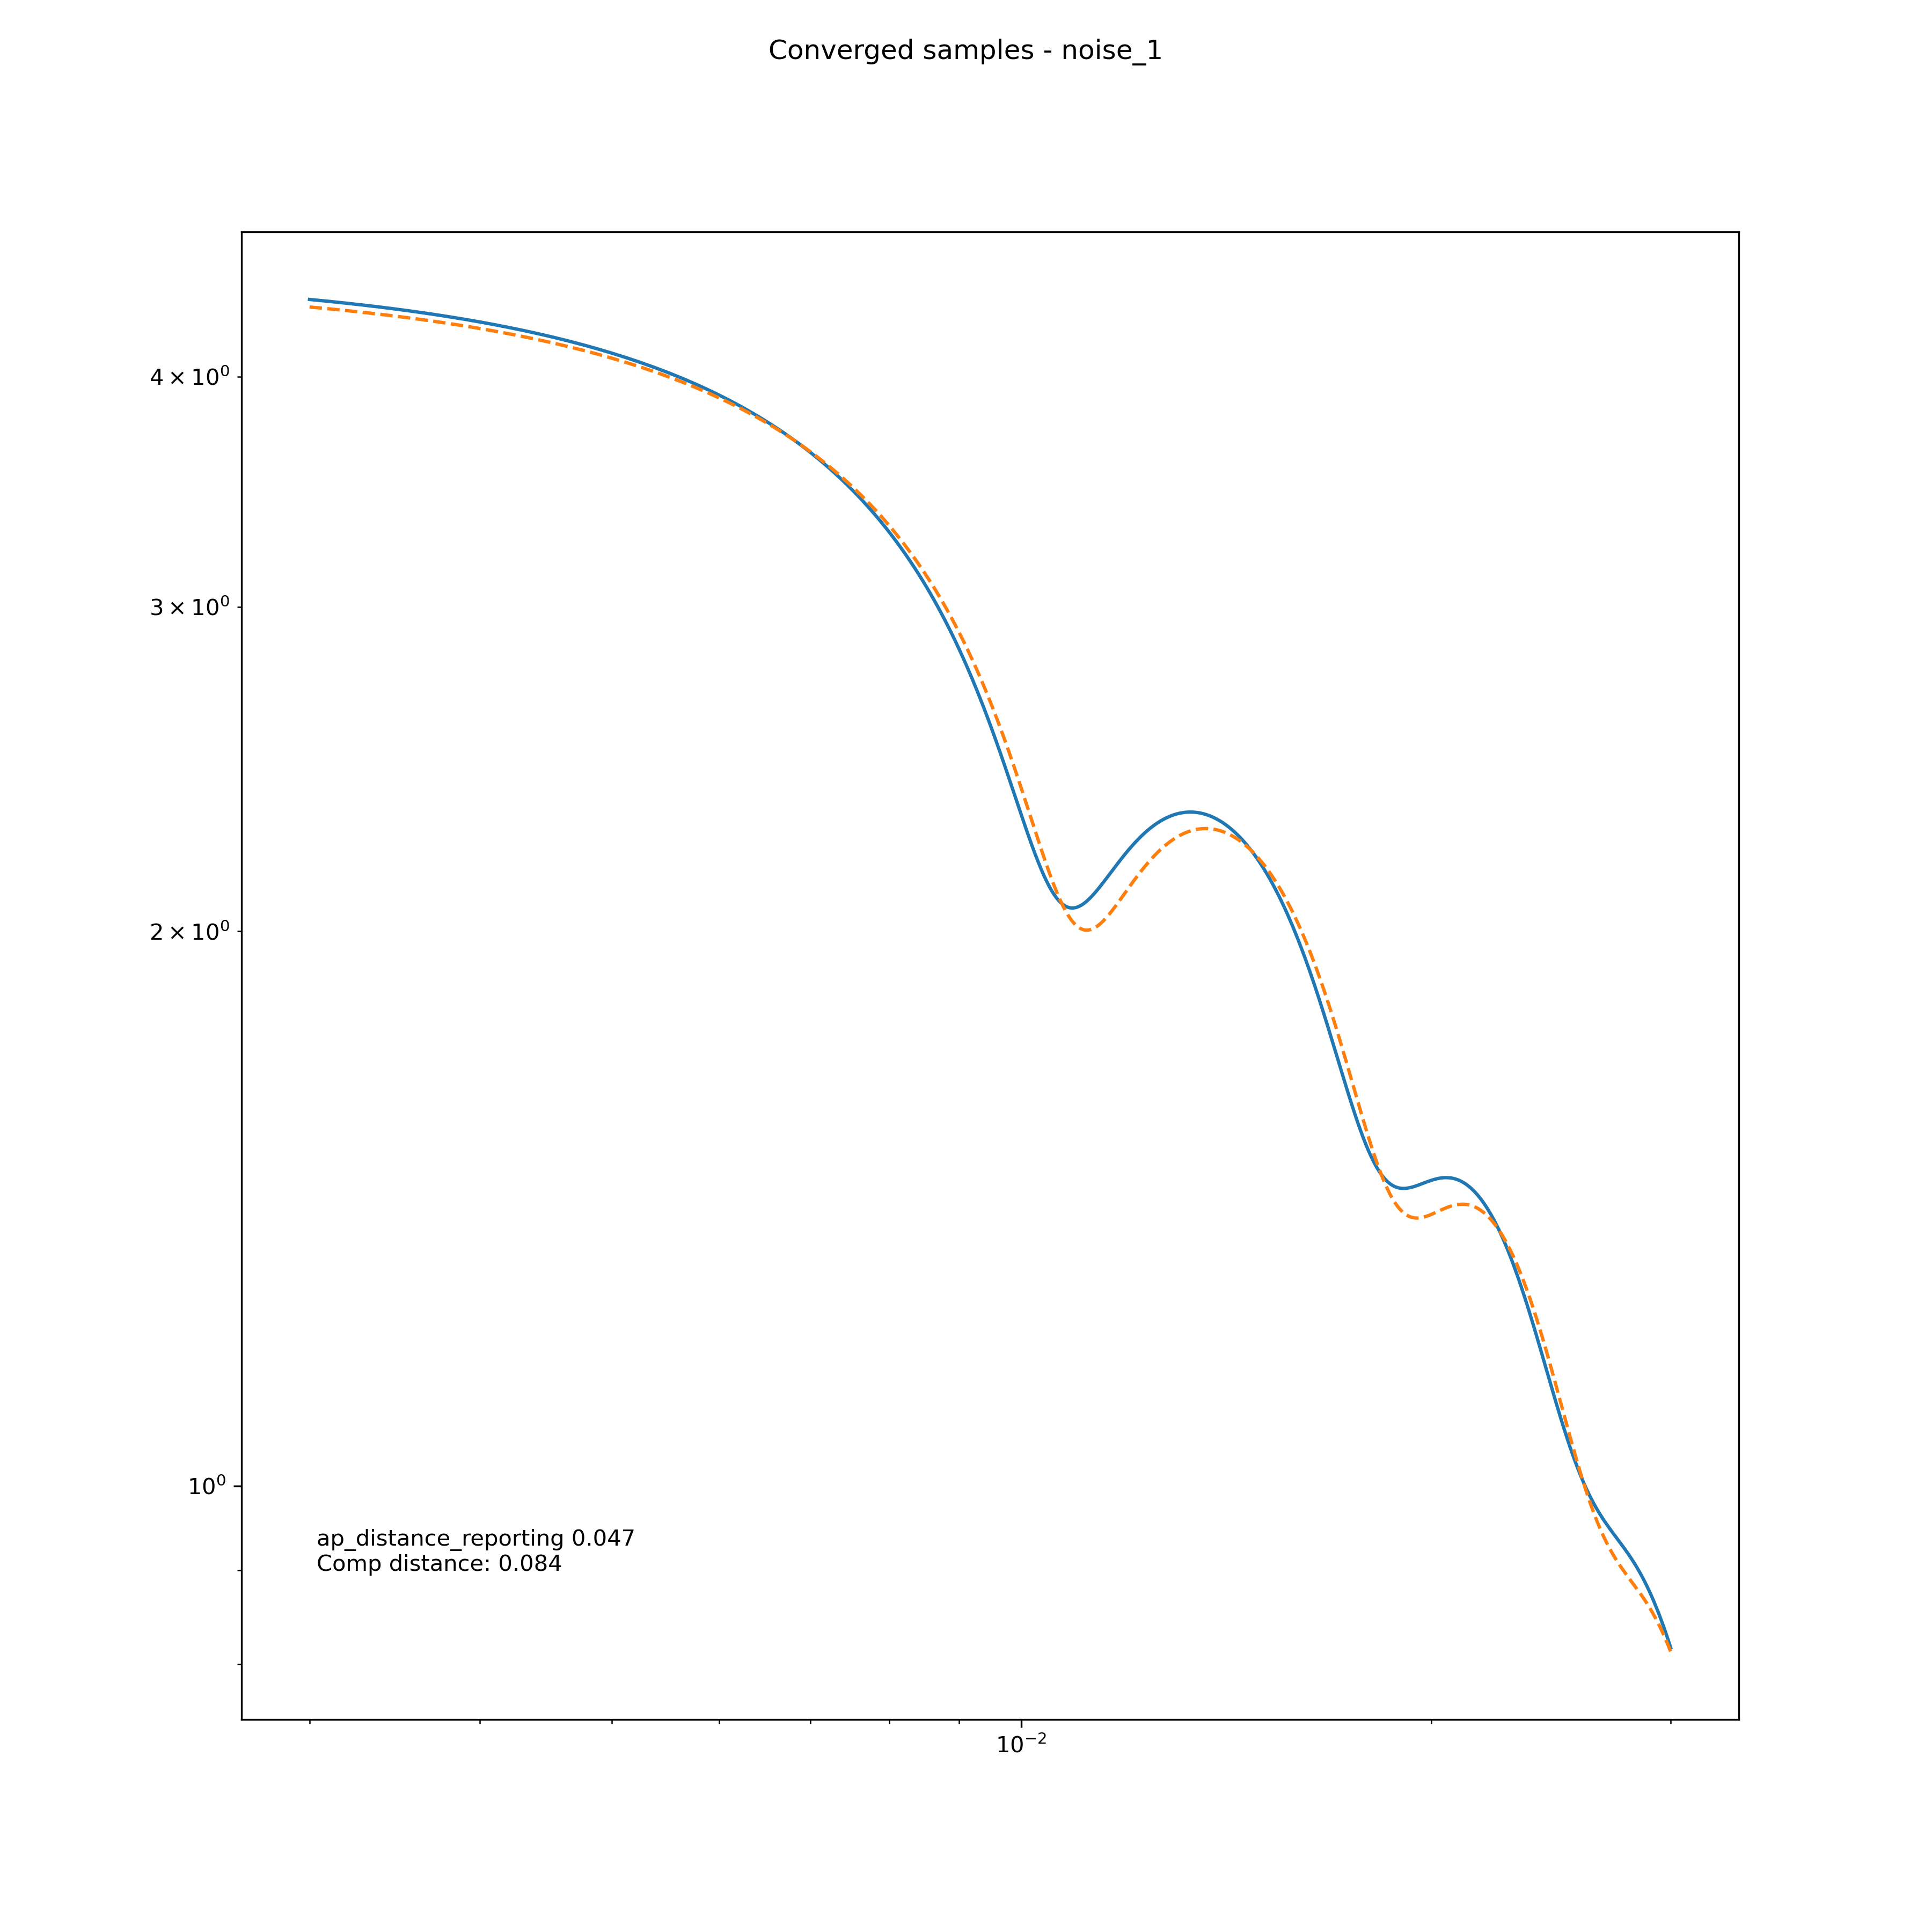 Converged samples - noise_1
4 × 10⁰
3 × 10⁰
2 × 10⁰
10⁰
ap_distance_reporting 0.047
Comp distance: 0.084
10⁻²